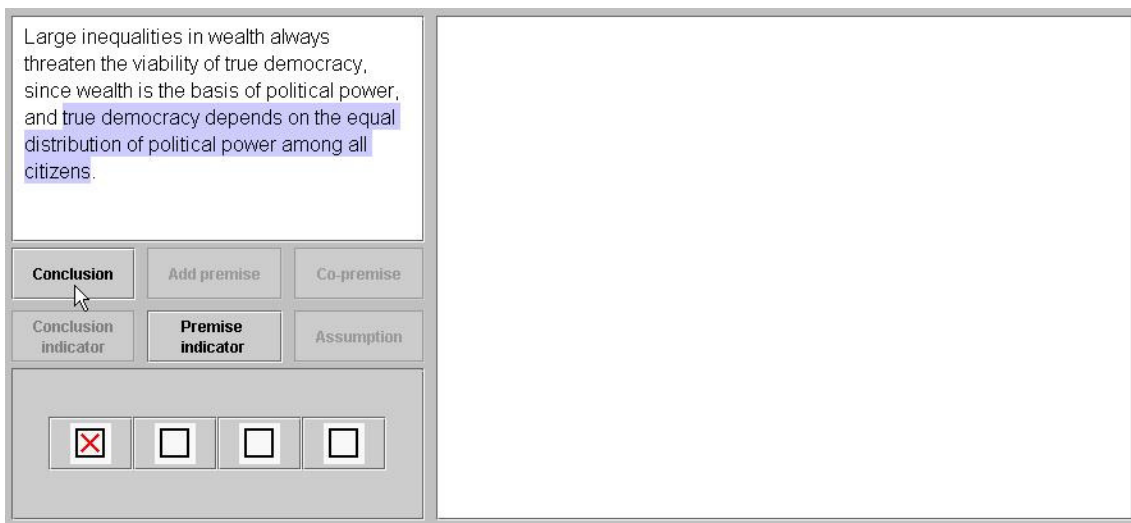 Large inequalities in wealth always
threaten the viability of true democracy,
since wealth is the basis of political power,
and true democracy depends on the equal
distribution of political power among all
citizens.
Conclusion
Add premise
Co-premise
Conclusion
indicator
Premise
indicator
Assumption